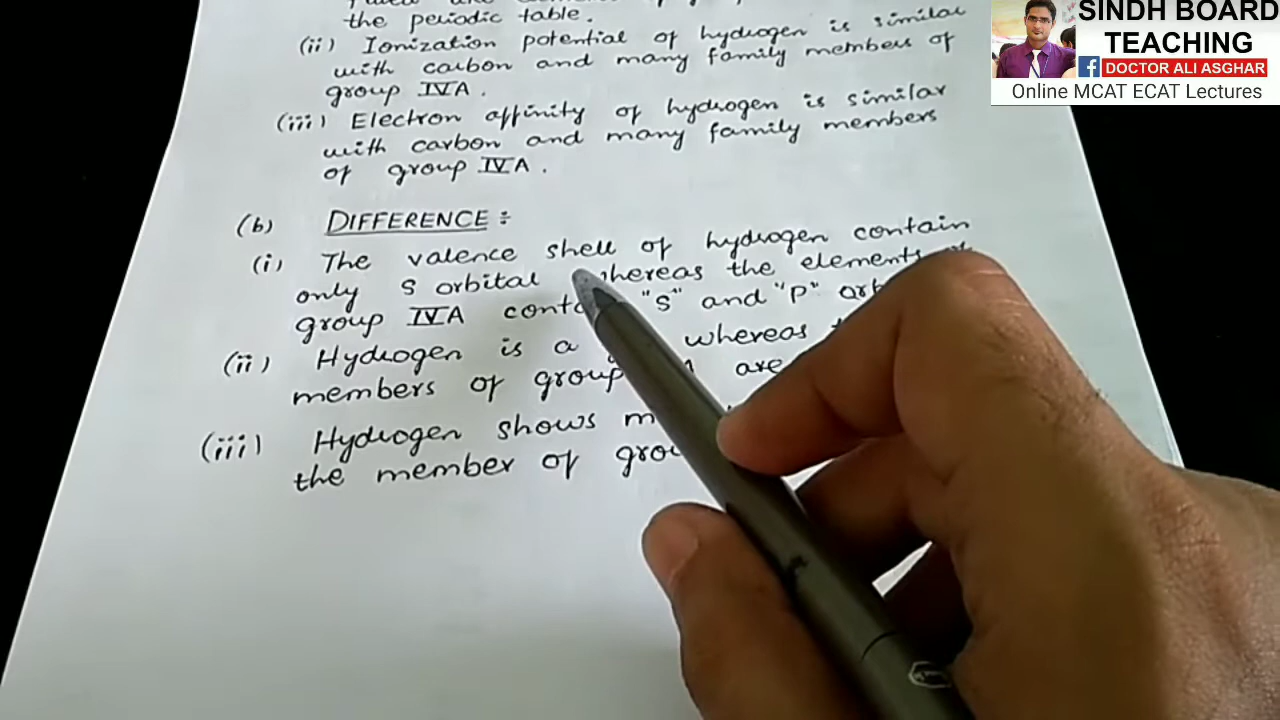 the periodic table.
(ii) Ionization potential of hydrogen is similar
with carbon and many family members of
group IVA.
(iii) Electron affinity of hydrogen is similar
with carbon and many family members
of group IVA.
(b) DIFFERENCE:
(i) The valence shell of hydrogen contain
only S orbital whereas the elements
group IVA "S" and "P"
(ii) Hydrogen is a whereas
members of group are
(iii) Hydrogen shows
the member of
SINDH BOARD
TEACHING
DOCTOR ALI ASGHAR
Online MCAT ECAT Lectures